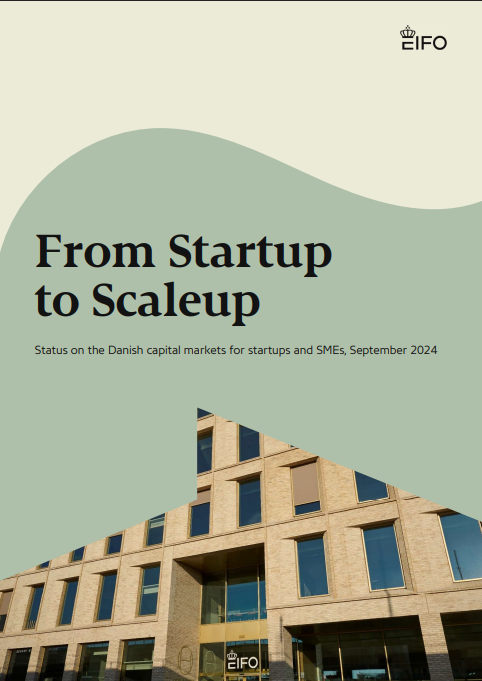 EIFO
From Startup
to Scaleup
Status on the Danish capital markets for startups and SMEs, September 2024
EIFO